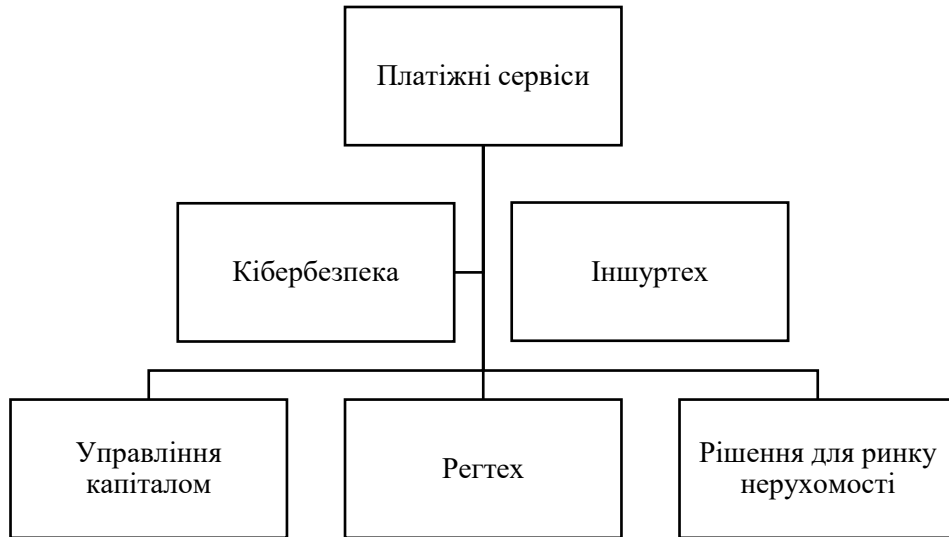 Платіжні сервіси
Кібербезпека
Іншуртех
Управління
капіталом
Регтех
Рішення для ринку
нерухомості